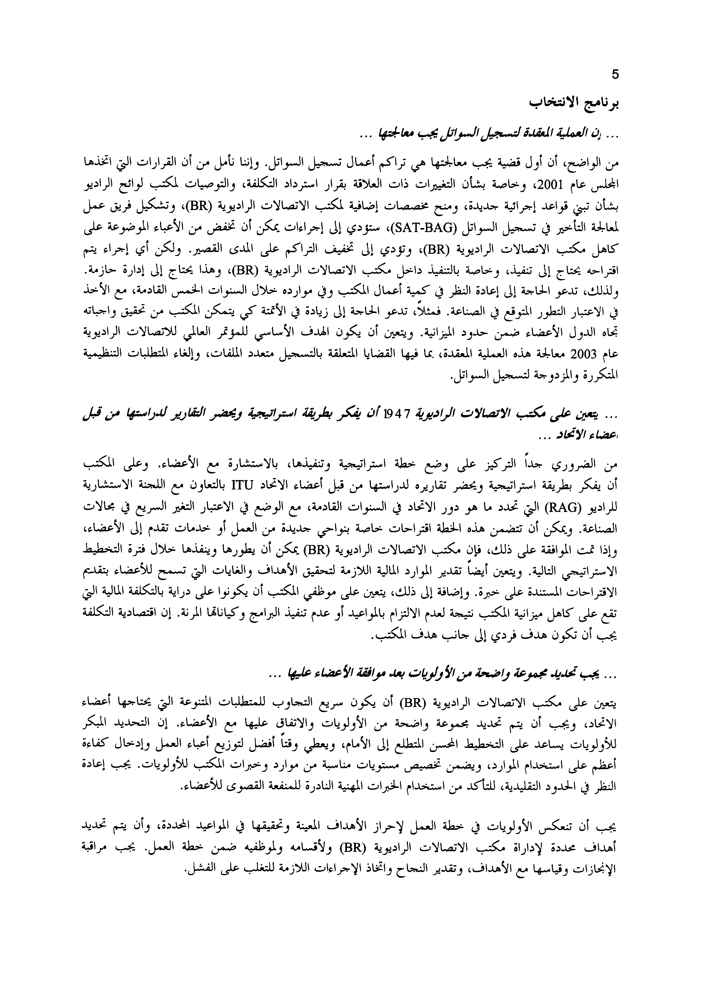 5
برنامج الانتخاب
... إن العملية المعقدة لتسجيل السواتل يجب معالجتها ...
من الواضح، أن أول قضية يجب معالجتها هي تراكم أعمال تسجيل السواتل. وإننا نأمل من أن القرارات التي اتخذها
المجلس عام 2001، وخاصة بشأن التغييرات ذات العلاقة بقرار استرداد التكلفة، والتوصيات لمكتب لوائح الراديو
بشأن تبني قواعد إجرائية جديدة، ومنح مخصصات إضافية لمكتب الاتصالات الراديوية (BR)، وتشكيل فريق عمل
لمعالجة التأخير في تسجيل السواتل (SAT-BAG)، ستؤدي إلى إجراءات يمكن أن تخفض من الأعباء الموضوعة على
كاهل مكتب الاتصالات الراديوية (BR)، وتؤدي إلى تخفيف التراكم على المدى القصير. ولكن أي إجراء يتم
اقتراحه يحتاج إلى تنفيذ، وخاصة بالتنفيذ داخل مكتب الاتصالات الراديوية (BR)، وهذا يحتاج إلى إدارة حازمة.
ولذلك، تدعو الحاجة إلى إعادة النظر في كمية أعمال المكتب وفي موارده خلال السنوات الخمس القادمة، مع الأخذ
في الاعتبار التطور المتوقع في الصناعة. فمثلاً، تدعو الحاجة إلى زيادة في الأتمتة كي يتمكن المكتب من تحقيق واجباته
تجاه الدول الأعضاء ضمن حدود الميزانية. ويتعين أن يكون الهدف الأساسي للمؤتمر العالمي للاتصالات الراديوية
عام 2003 معالجة هذه العملية المعقدة، بما فيها القضايا المتعلقة بالتسجيل متعدد الملفات، وإلغاء المتطلبات التنظيمية
المتكررة والمزدوجة لتسجيل السواتل.
... يتعين على مكتب الاتصالات الراديوية 1947 أن يفكر بطريقة استراتيجية ويحضر التقارير لدراستها من قبل
أعضاء الاتحاد ...
من الضروري جداً التركيز على وضع خطة استراتيجية وتنفيذها، بالاستشارة مع الأعضاء. وعلى المكتب
أن يفكر بطريقة استراتيجية ويحضر تقاريره لدراستها من قبل أعضاء الاتحاد ITU بالتعاون مع اللجنة الاستشارية
للراديو (RAG) التي تحدد ما هو دور الاتحاد في السنوات القادمة، مع الوضع في الاعتبار التغير السريع في مجالات
الصناعة. ويمكن أن تتضمن هذه الخطة اقتراحات خاصة بنواحي جديدة من العمل أو خدمات تقدم إلى الأعضاء،
وإذا تمت الموافقة على ذلك، فإن مكتب الاتصالات الراديوية (BR) يمكن أن يطورها وينفذها خلال فترة التخطيط
الاستراتيجي التالية. ويتعين أيضاً تقدير الموارد المالية اللازمة لتحقيق الأهداف والغايات التي تسمح للأعضاء بتقديم
الاقتراحات المستندة على خبرة. وإضافة إلى ذلك، يتعين على موظفي المكتب أن يكونوا على دراية بالتكلفة المالية التي
تقع على كاهل ميزانية المكتب نتيجة لعدم الالتزام بالمواعيد أو عدم تنفيذ البرامج وكياناتها المرنة. إن اقتصادية التكلفة
يجب أن تكون هدف فردي إلى جانب هدف المكتب.
... يجب تحديد مجموعة واضحة من الأولويات بعد موافقة الأعضاء عليها ...
يتعين على مكتب الاتصالات الراديوية (BR) أن يكون سريع التجاوب للمتطلبات المتنوعة التي يحتاجها أعضاء
الاتحاد، ويجب أن يتم تحديد مجموعة واضحة من الأولويات والاتفاق عليها مع الأعضاء. إن التحديد المبكر
للأولويات يساعد على التخطيط المحسن المتطلع إلى الأمام، ويعطي وقتاً أفضل لتوزيع أعباء العمل وإدخال كفاءة
أعظم على استخدام الموارد، ويضمن تخصيص مستويات مناسبة من موارد وخبرات المكتب للأولويات. يجب إعادة
النظر في الحدود التقليدية، للتأكد من استخدام الخبرات المهنية النادرة للمنفعة القصوى للأعضاء.
يجب أن تنعكس الأولويات في خطة العمل لإحراز الأهداف المعينة وتحقيقها في المواعيد المحددة، وأن يتم تحديد
أهداف محددة لإداراة مكتب الاتصالات الراديوية (BR) ولأقسامه ولموظفيه ضمن خطة العمل. يجب مراقبة
الإنجازات وقياسها مع الأهداف، وتقدير النجاح واتخاذ الإجراءات اللازمة للتغلب على الفشل.